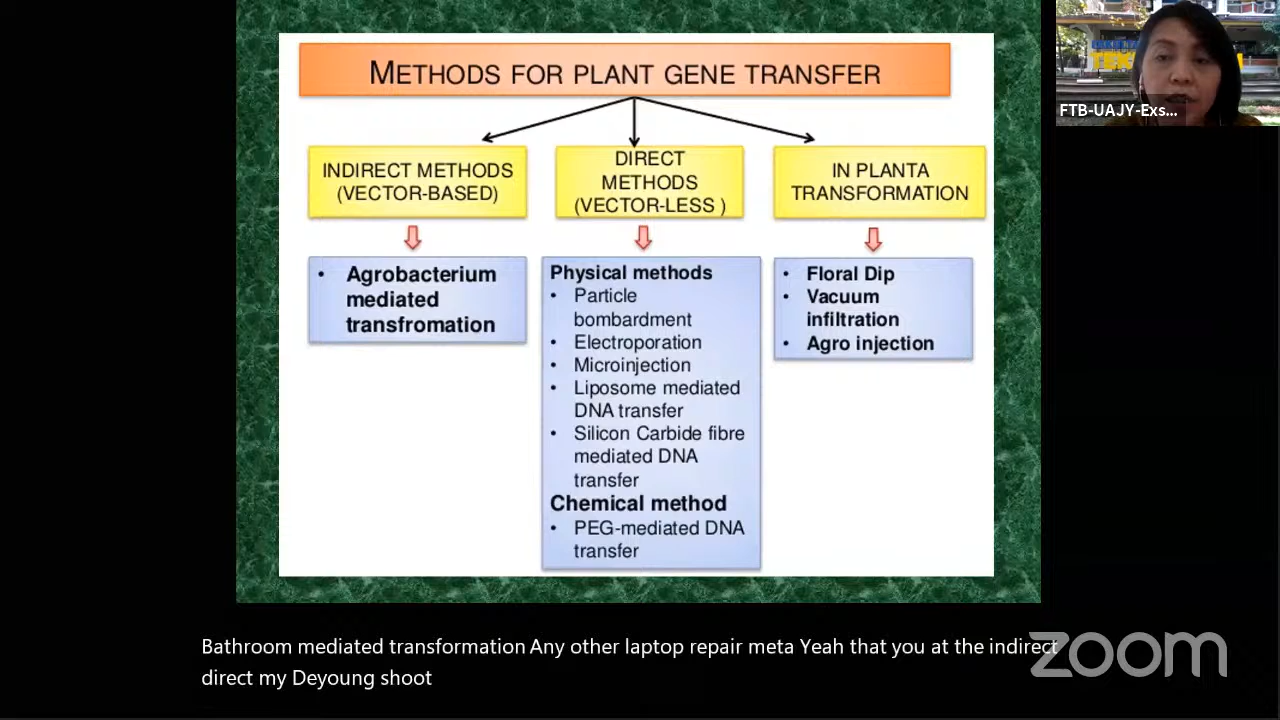 METHODS FOR PLANT GENE TRANSFER
INDIRECT METHODS
(VECTOR-BASED)
DIRECT
METHODS
(VECTOR-LESS )
IN PLANTA
TRANSFORMATION
• Agrobacterium
mediated
transfromation
Physical methods
• Particle
bombardment
• Electroporation
• Microinjection
• Liposome mediated
DNA transfer
• Silicon Carbide fibre
mediated DNA
transfer
Chemical method
• PEG-mediated DNA
transfer
• Floral Dip
• Vacuum
infiltration
• Agro injection
FTB-UAJY-Exs...
Bathroom mediated transformation Any other laptop repair meta Yeah that you at the indirect
direct my Deyoung shoot
zoom